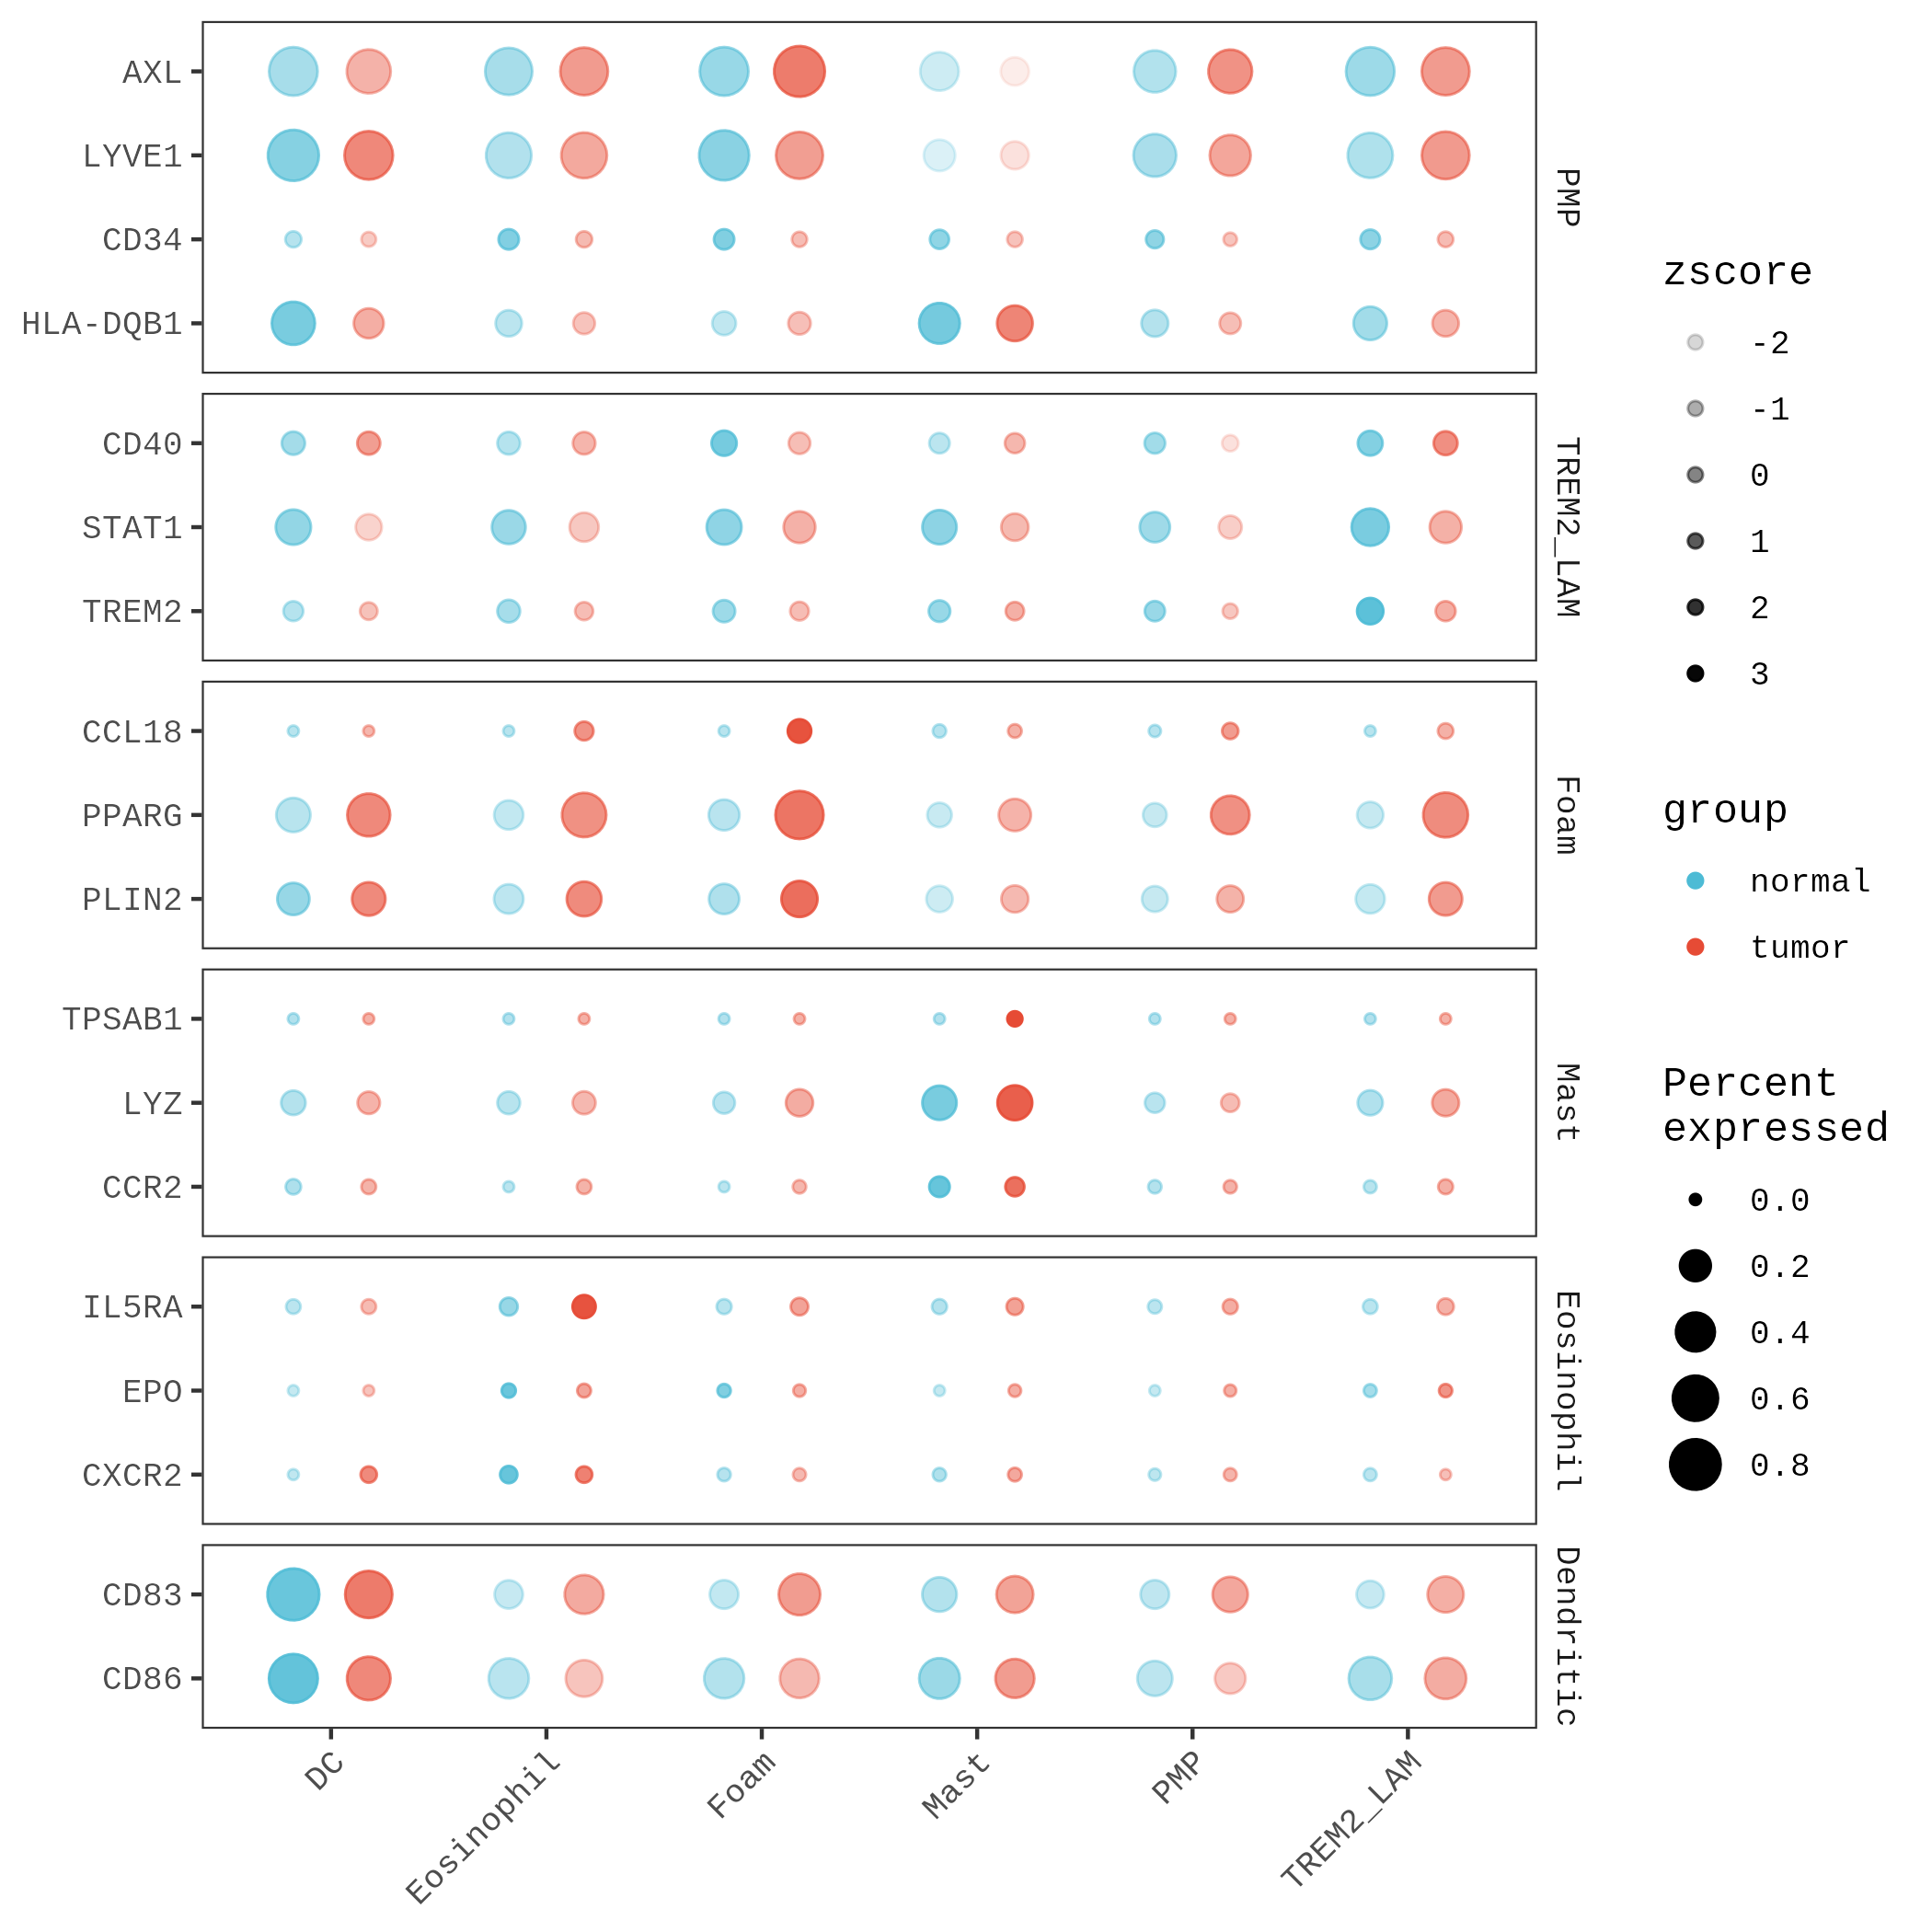 AXL
LYVE1
CD34
HLA-DQB1
PMP
CD40
STAT1
TREM2
TREM2_LAM
CCL18
PPARG
PLIN2
Foam
TPSAB1
LYZ
CCR2
Mast
IL5RA
EPO
CXCR2
Eosinophil
CD83
CD86
Dendritic
DC
Eosinophil
Foam
Mast
PMP
TREM2_LAM
zscore
-2
-1
0
1
2
3
group
normal
tumor
Percent
expressed
0.0
0.2
0.4
0.6
0.8